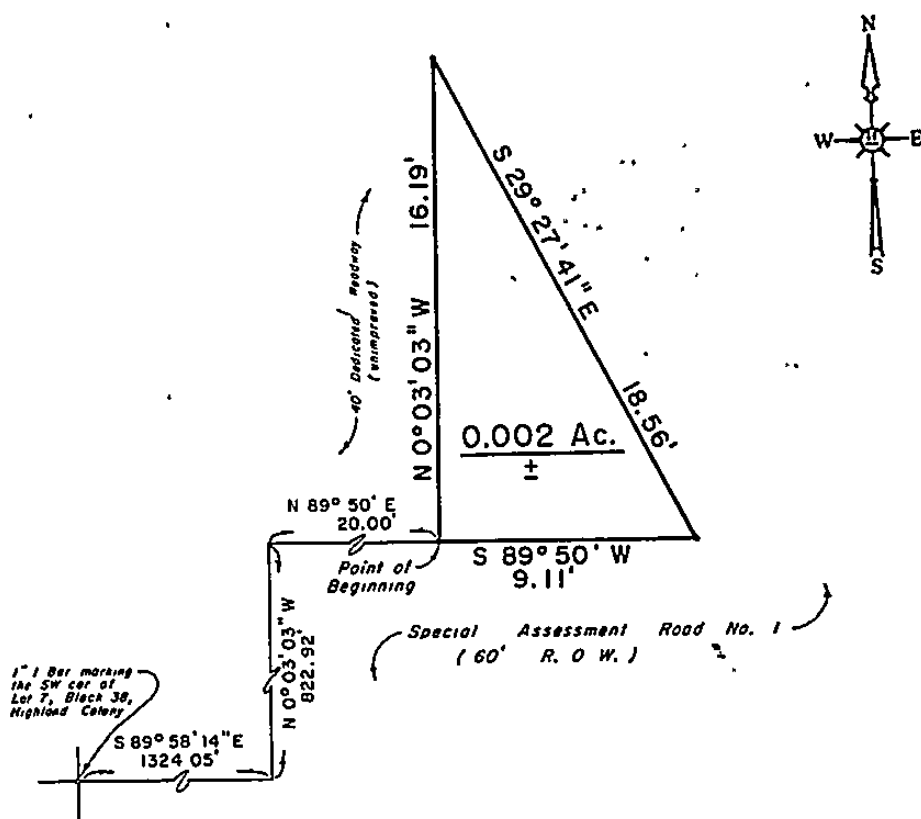 N
W E
S
16.19'
N 0° 03' 03" W
S 29° 27' 41" E
18.56'
40' Dedicated Roadway
(unimproved)
0.002 Ac.
±
N 89° 50' E
20.00'
Point of
Beginning
S 89° 50' W
9.11'
Special Assessment Road No. 1
( 60' R. O W. )
N 0° 03' 03" W
822.92'
1" I Bar marking
the SW cor of
Lot 7, Block 38,
Highland Colony
S 89° 58' 14" E
1324 05'